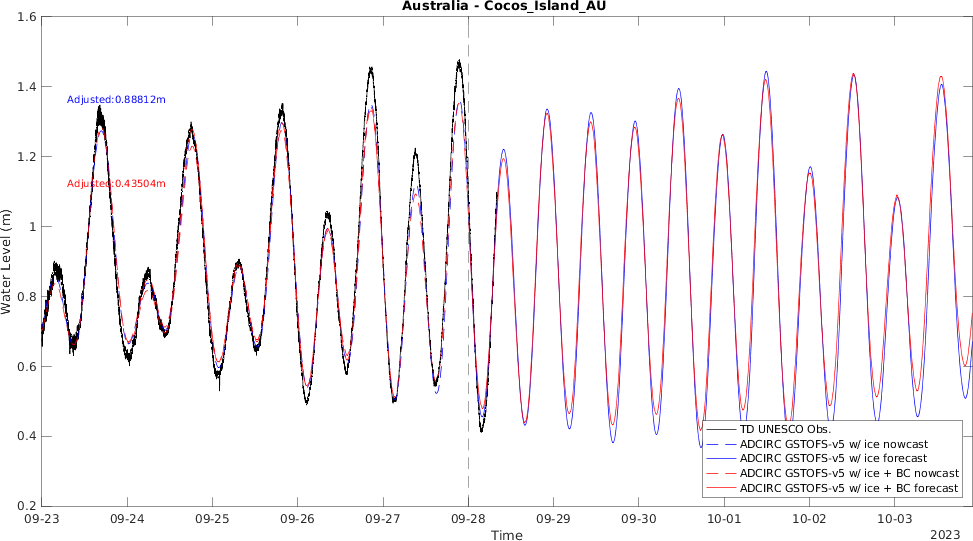 Australia - Cocos_Island_AU
1.6
1.4
1.2
1
0.8
0.6
0.4
0.2
Water Level (m)
Adjusted:0.88812m
Adjusted:0.43504m
TD UNESCO Obs.
ADCIRC GSTOFS-v5 w/ ice nowcast
ADCIRC GSTOFS-v5 w/ ice forecast
ADCIRC GSTOFS-v5 w/ ice + BC nowcast
ADCIRC GSTOFS-v5 w/ ice + BC forecast
09-23 09-24 09-25 09-26 09-27 09-28 09-29 09-30 10-01 10-02 10-03
Time
2023